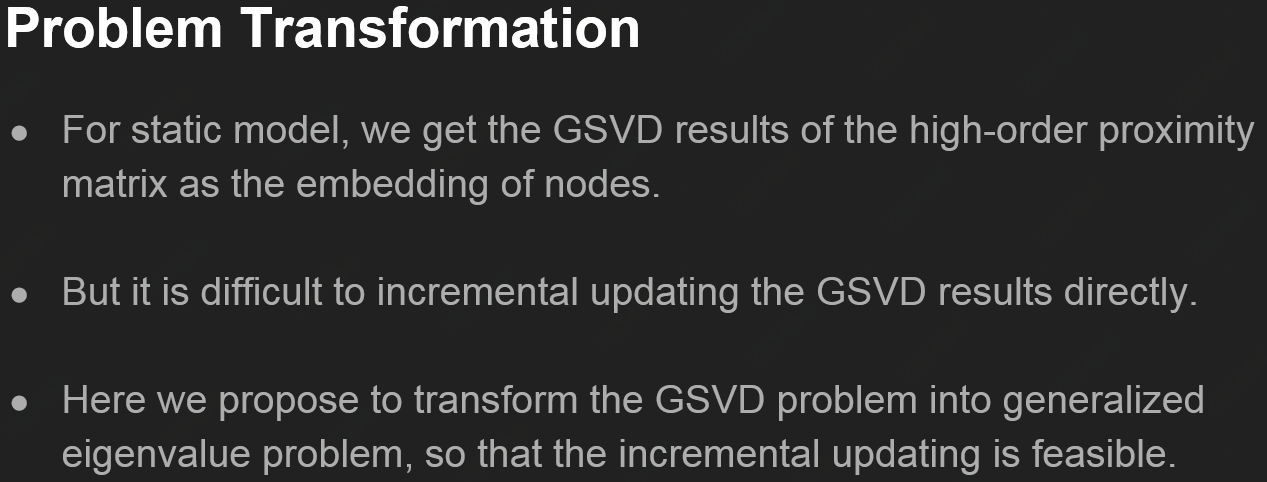 Problem Transformation
● For static model, we get the GSVD results of the high-order proximity
matrix as the embedding of nodes.
● But it is difficult to incremental updating the GSVD results directly.
● Here we propose to transform the GSVD problem into generalized
eigenvalue problem, so that the incremental updating is feasible.